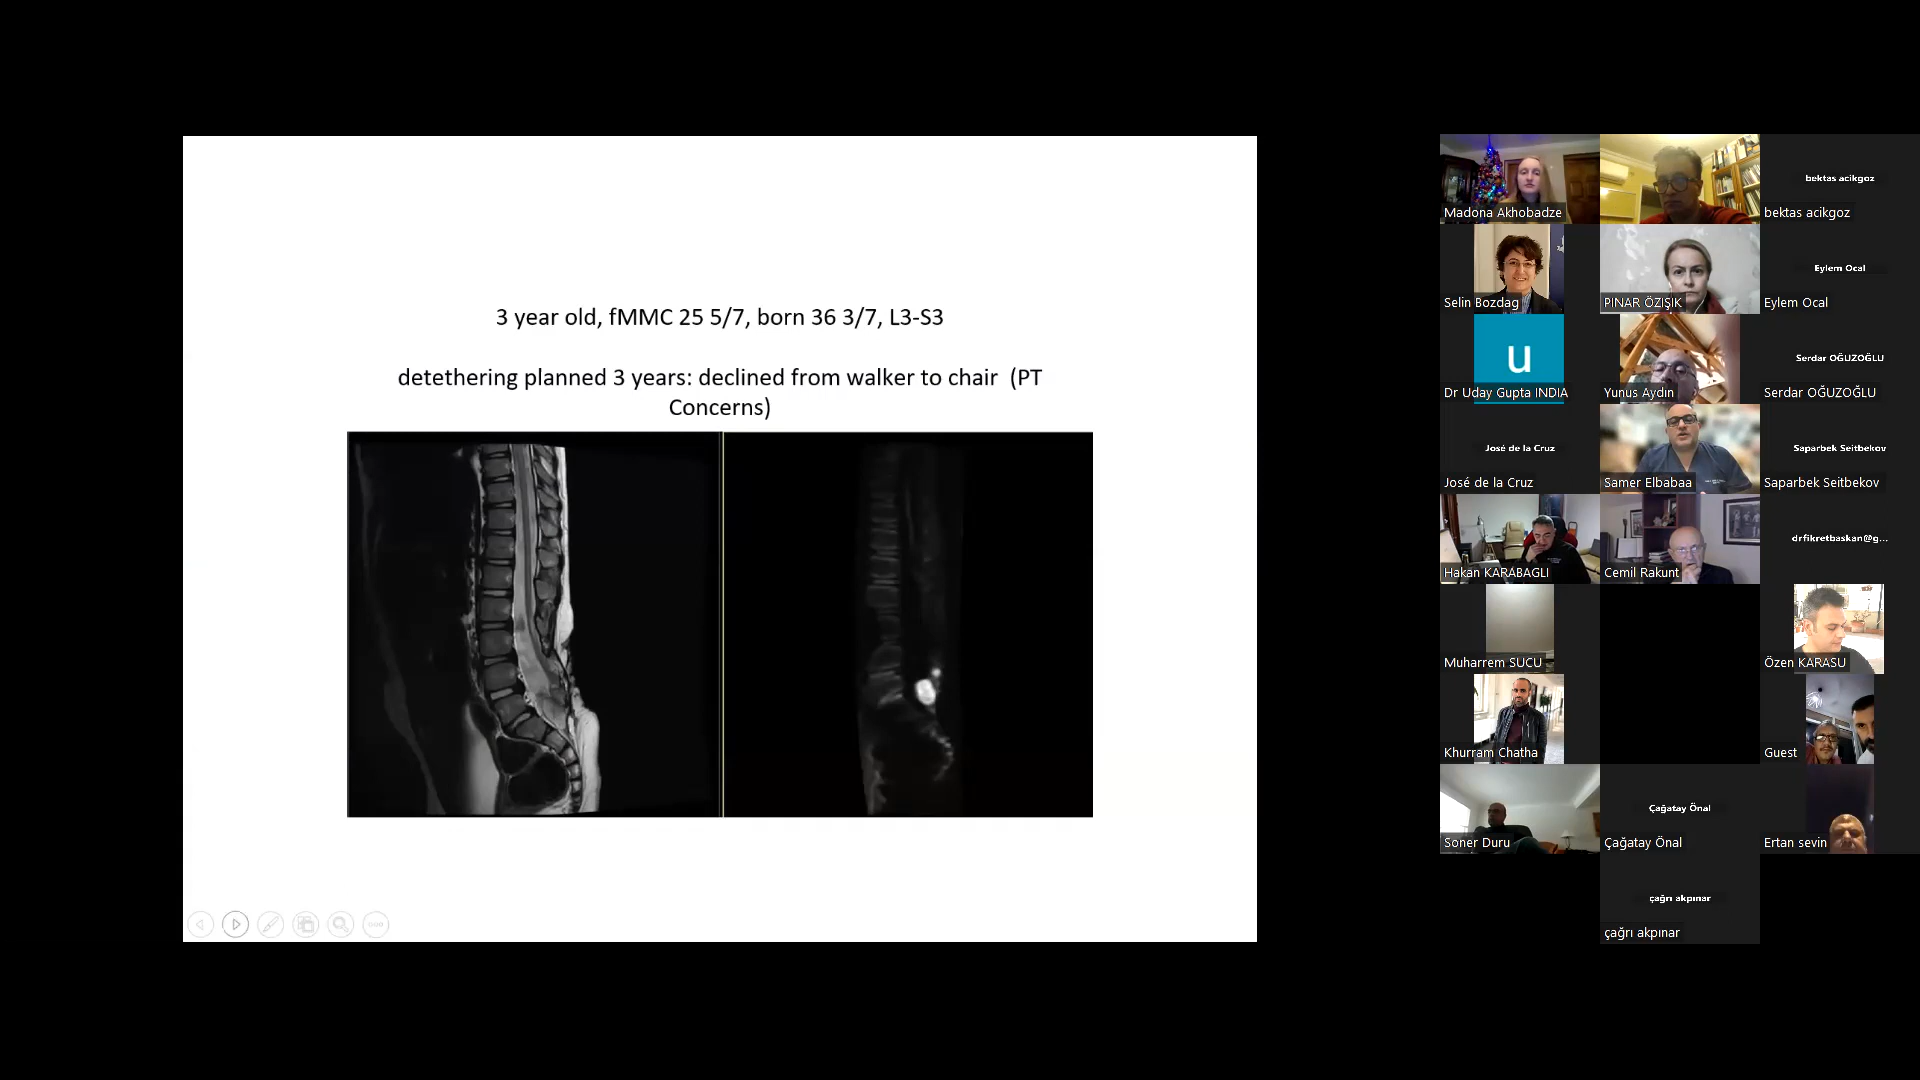 3 year old, fMMC 25 5/7, born 36 3/7, L3-S3
detethering planned 3 years: declined from walker to chair (PT
Concerns)
Madona Akhobadze
bektas acikgoz
bektas acikgoz
Selin Bozdag
PINAR ÖZIŞIK
Eylem Ocal
Eylem Ocal
u
Dr Uday Gupta INDIA
Yunus Aydın
Serdar OĞUZOĞLU
Serdar OĞUZOĞLU
José de la Cruz
José de la Cruz
Samer Elbabaa
Saparbek Seitbekov
Saparbek Seitbekov
Hakan KARABAGLI
Cemil Rakunt
drfikretbaskan@g...
Muharrem SUCU
Özen KARASU
Khurram Chatha
Guest
Soner Duru
Çağatay Önal
Çağatay Önal
Ertan sevin
çağrı akpınar
çağrı akpınar